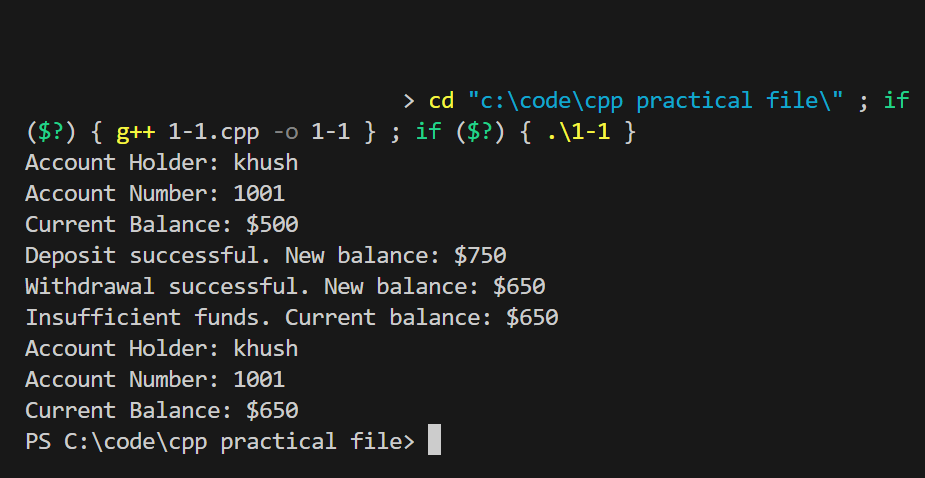 > cd "c:\code\cpp practical file\" ; if
($?) { g++ 1-1.cpp -o 1-1 } ; if ($?) { .\1-1 }
Account Holder: khush
Account Number: 1001
Current Balance: $500
Deposit successful. New balance: $750
Withdrawal successful. New balance: $650
Insufficient funds. Current balance: $650
Account Holder: khush
Account Number: 1001
Current Balance: $650
PS C:\code\cpp practical file>